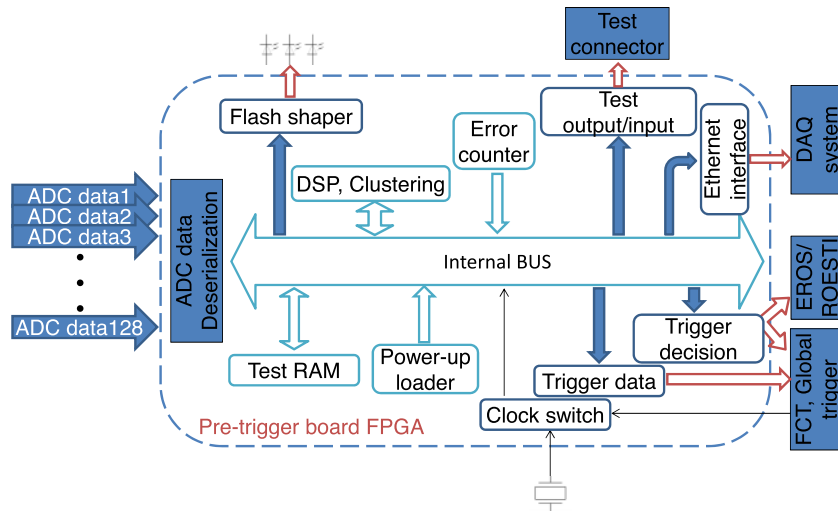 Test
connector
Flash shaper
Test
output/input
Error
counter
Ethernet
interface
DAQ
system
DSP, Clustering
ADC data1
ADC data2
ADC data3
ADC data128
ADC data
Deserialization
Internal BUS
EROS/
ROESTI
Trigger
decision
Test RAM
Power-up
loader
Trigger data
FCT, Global
trigger
Clock switch
Pre-trigger board FPGA